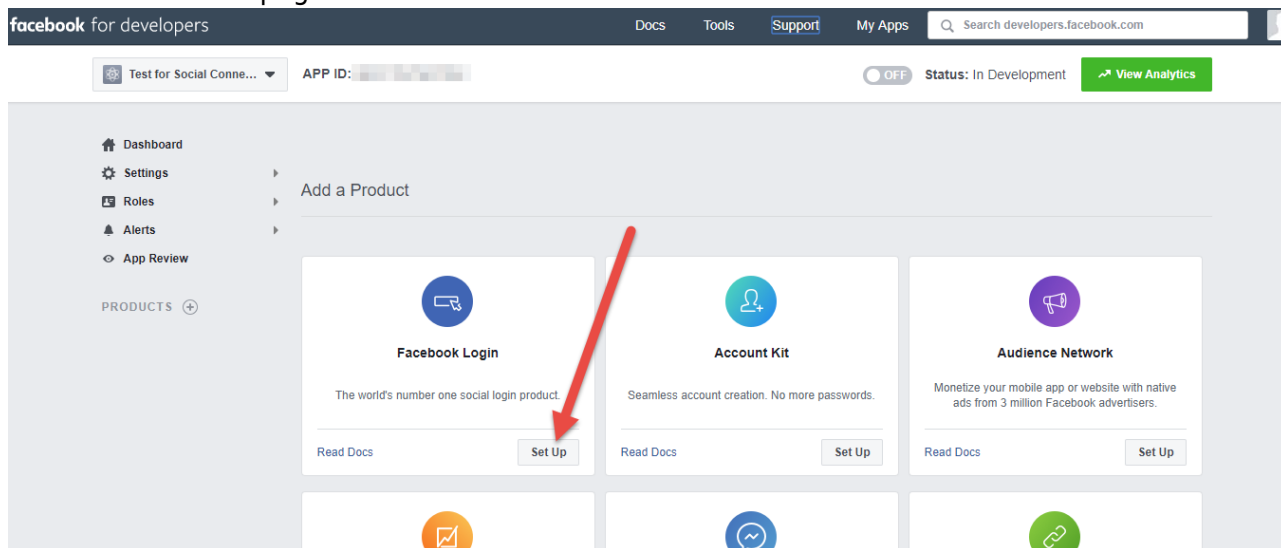 facebook for developers
Docs
Tools
Support
My Apps
Search developers.facebook.com
Test for Social Conne...
APP ID:
OFF
Status: In Development
View Analytics
Dashboard
Settings
Roles
Alerts
App Review
PRODUCTS
Add a Product
Facebook Login
The world's number one social login product.
Read Docs
Set Up
Account Kit
Seamless account creation. No more passwords.
Read Docs
Set Up
Audience Network
Monetize your mobile app or website with native
ads from 3 million Facebook advertisers.
Read Docs
Set Up